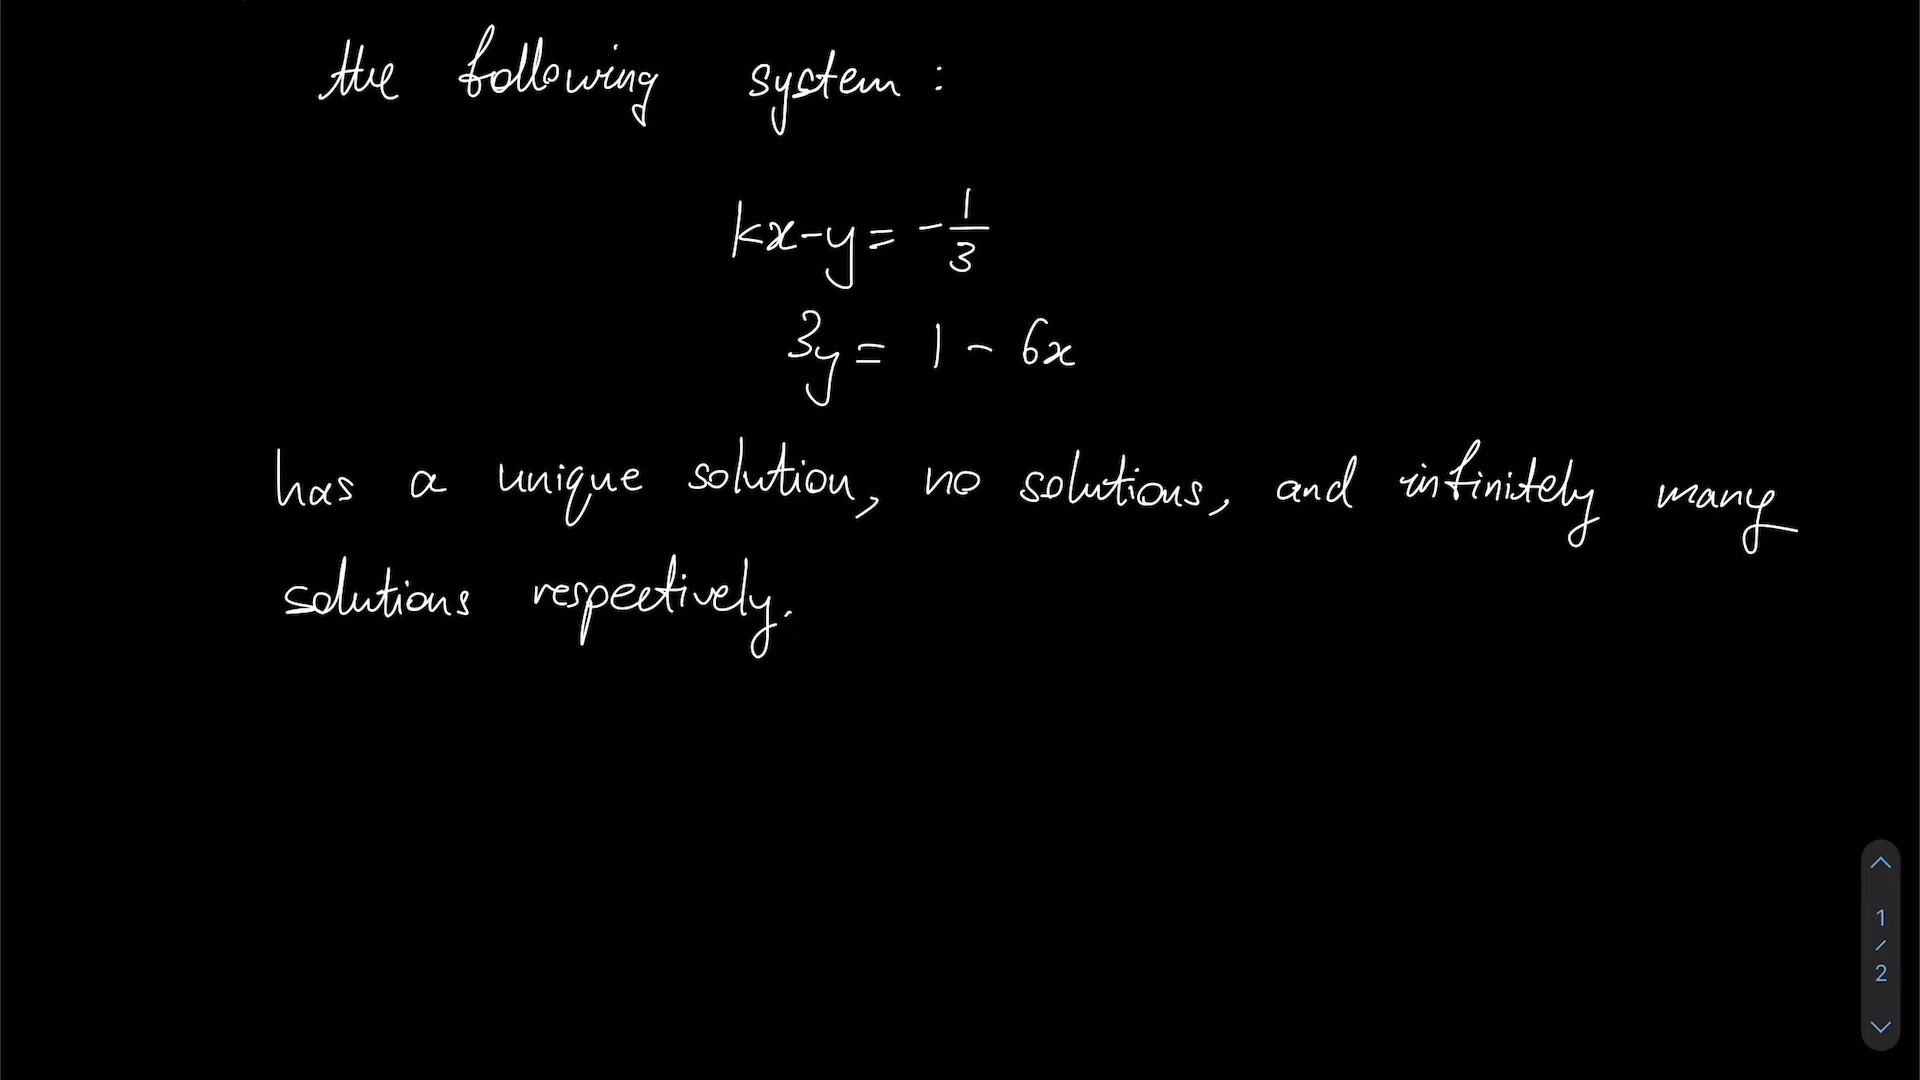 the following system:
kx-y = -1/3
3y = 1 - 6x
has a unique solution, no solutions, and infinitely many
solutions respectively.
1
/
2